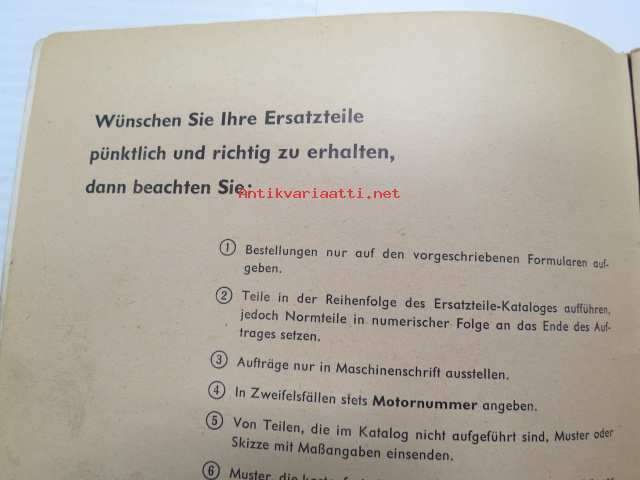 Wünschen Sie Ihre Ersatzteile
pünktlich und richtig zu erhalten,
dann beachten Sie:
Antikvariaatti.net
① Bestellungen nur auf den vorgeschriebenen Formularen auf-
geben.
② Teile in der Reihenfolge des Ersatzteile-Kataloges aufführen,
jedoch Normteile in numerischer Folge an das Ende des Auf-
trages setzen.
③ Aufträge nur in Maschinenschrift ausstellen.
④ In Zweifelsfällen stets Motornummer angeben.
⑤ Von Teilen, die im Katalog nicht aufgeführt sind, Muster oder
Skizze mit Maßangaben einsenden.
⑥ Muster, die